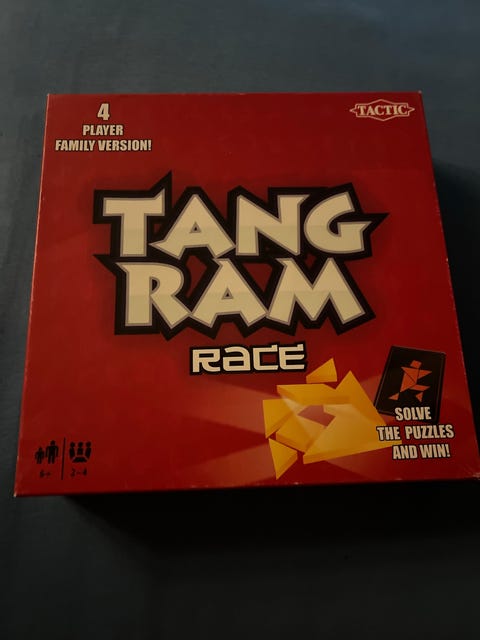 4
PLAYER
FAMILY VERSION!
TACTIC
TANG
RAM
RACE
SOLVE
THE PUZZLES
AND WIN!
6+
2-4